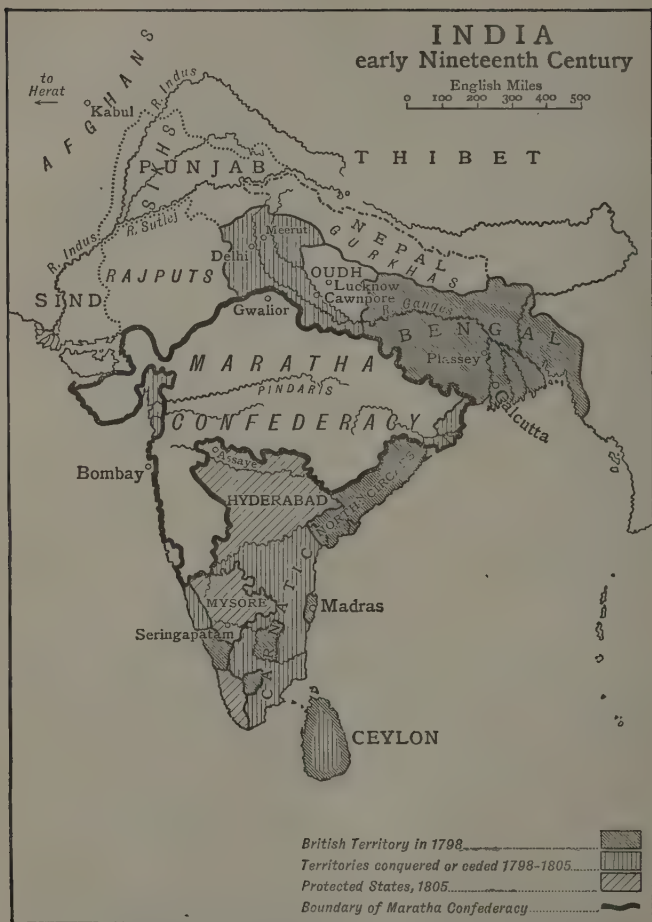 INDIA
early Nineteenth Century
English Miles
0 100 200 300 400 500
to
Herat
AFGHANS
Kabul
R. Indus
SIKHS
PUNJAB
THIBET
R. Sutlej
R. Indus
NEPAL
GURKHAS
Meerut
Delhi
RAJPUTS
OUDH
Lucknow
Cawnpore
SIND
Gwalior
R. Ganges
BENGAL
Plassey
MARATHA
PINDARIS
CONFEDERACY
Calcutta
Assaye
Bombay
HYDERABAD
NORTHN CIRCARS
CARNATIC
MYSORE
Madras
Seringapatam
CEYLON
British Territory in 1798
Territories conquered or ceded 1798-1805
Protected States, 1805
Boundary of Maratha Confederacy